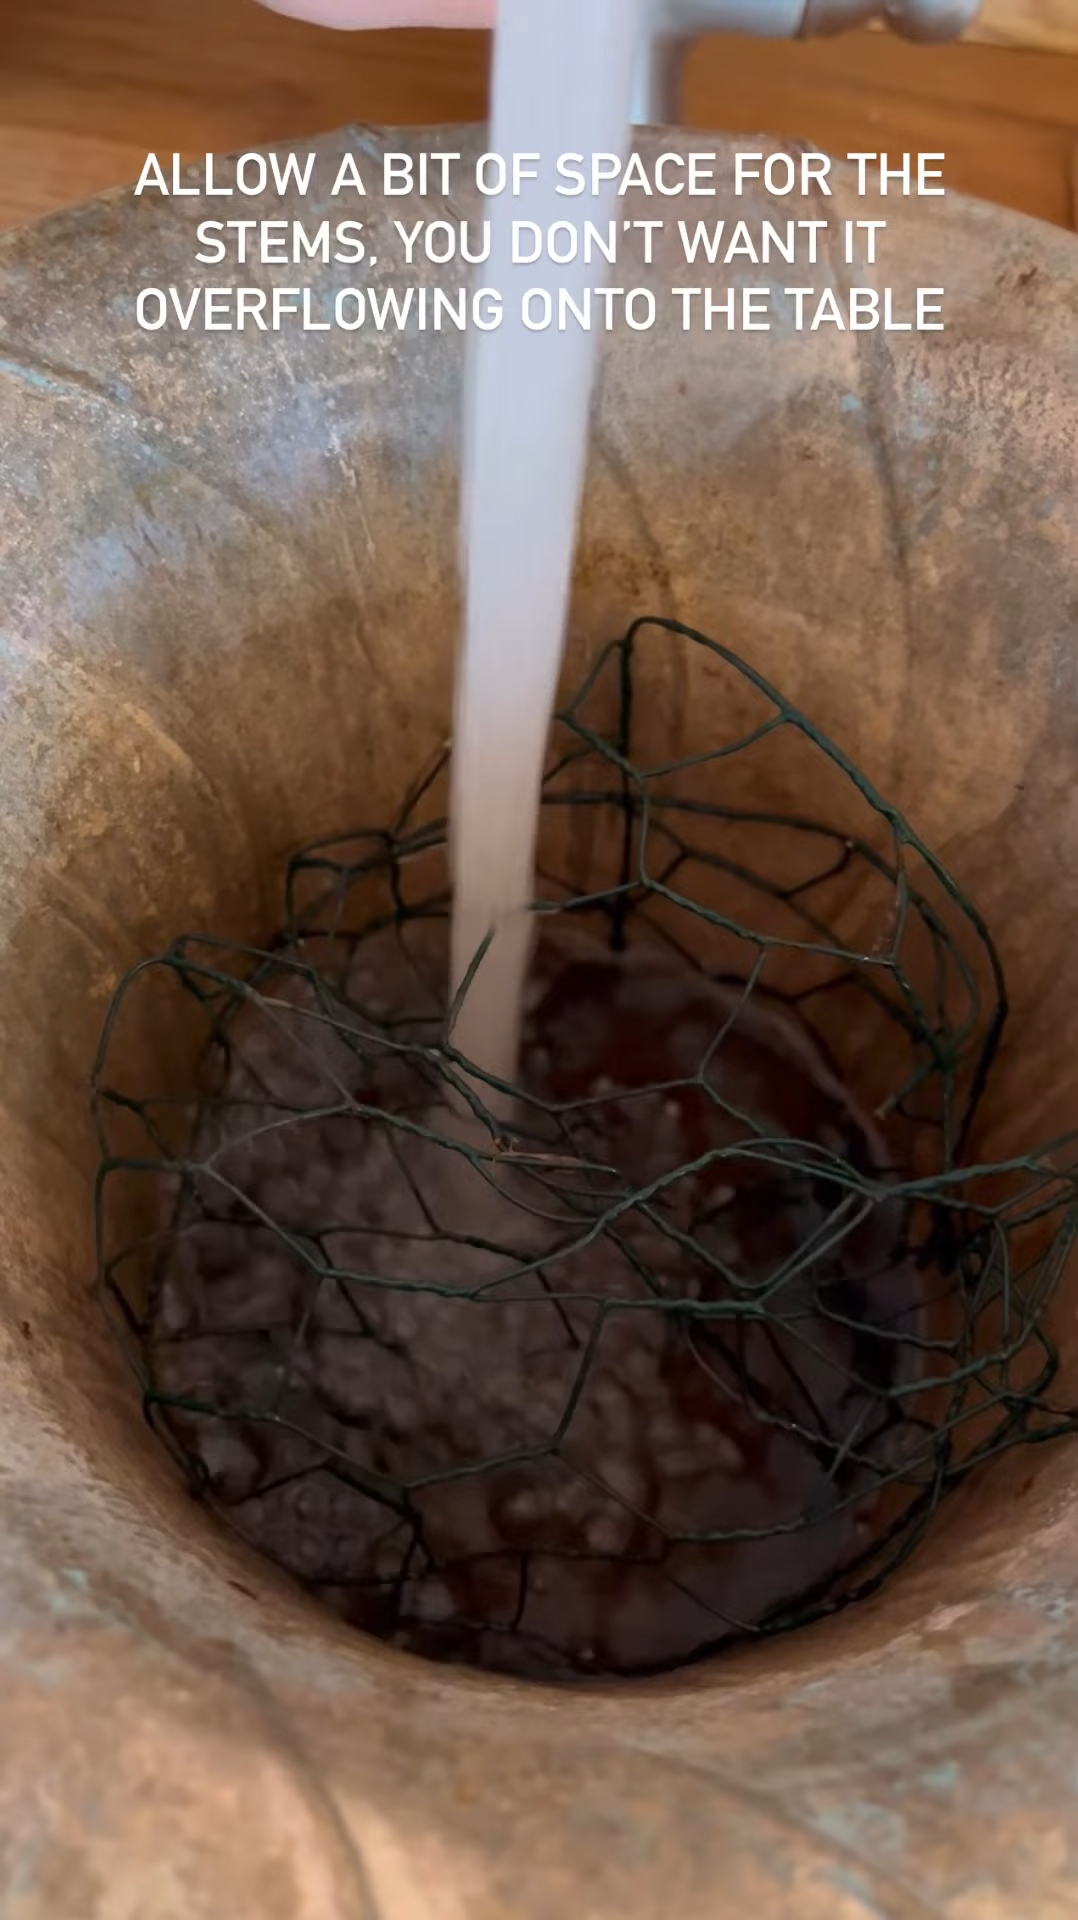 ALLOW A BIT OF SPACE FOR THE
STEMS, YOU DON'T WANT IT
OVERFLOWING ONTO THE TABLE